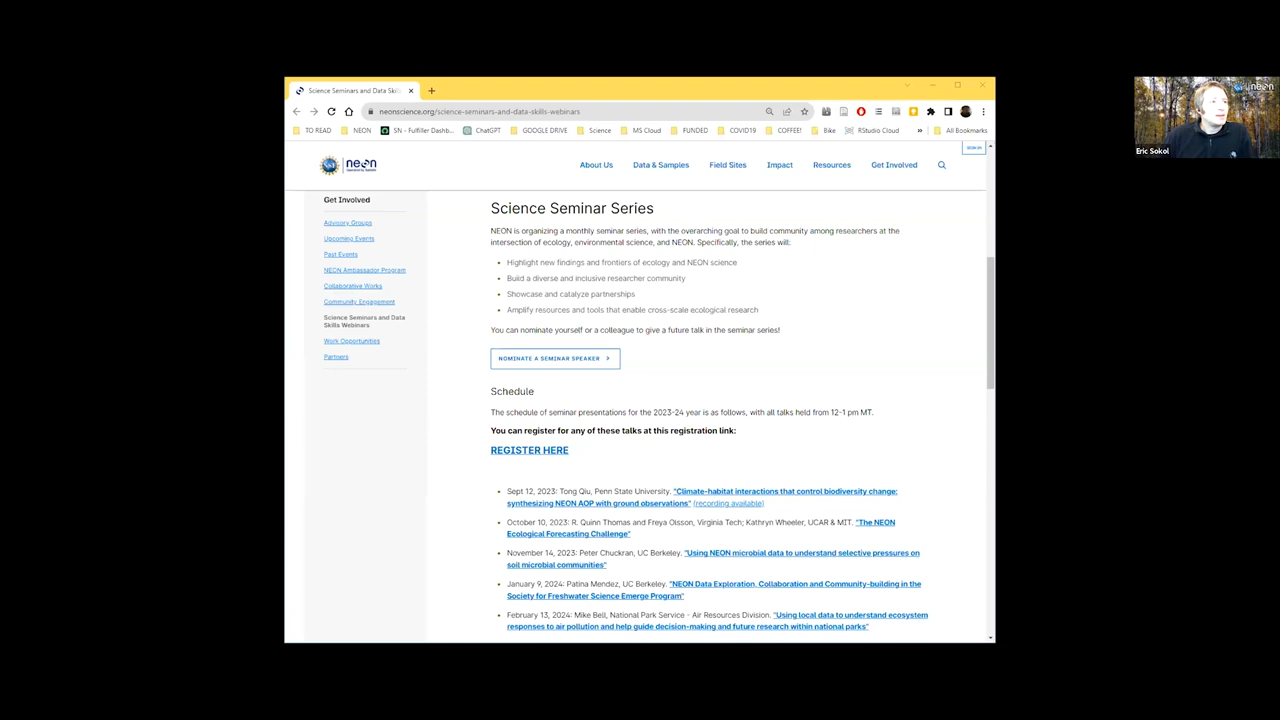 Science Seminars and Data Skills
neonscience.org/science-seminars-and-data-skills-webinars
TO READ NEON SN - Fulfiller Dashb... ChatGPT GOOGLE DRIVE Science MS Cloud FUNDED COVID19 COFFEE! Bike RStudio Cloud » All Bookmarks
neon
About Us Data & Samples Field Sites Impact Resources Get Involved
SIGN IN
neon
Eric Sokol
Get Involved
Advisory Groups
Upcoming Events
Past Events
NEON Ambassador Program
Collaborative Works
Community Engagement
Science Seminars and Data
Skills Webinars
Work Opportunities
Partners
Science Seminar Series
NEON is organizing a monthly seminar series, with the overarching goal to build community among researchers at the
intersection of ecology, environmental science, and NEON. Specifically, the series will:
• Highlight new findings and frontiers of ecology and NEON science
• Build a diverse and inclusive researcher community
• Showcase and catalyze partnerships
• Amplify resources and tools that enable cross-scale ecological research
You can nominate yourself or a colleague to give a future talk in the seminar series!
NOMINATE A SEMINAR SPEAKER >
Schedule
The schedule of seminar presentations for the 2023-24 year is as follows, with all talks held from 12-1 pm MT.
You can register for any of these talks at this registration link:
REGISTER HERE
• Sept 12, 2023: Tong Qiu, Penn State University. "Climate-habitat interactions that control biodiversity change:
synthesizing NEON AOP with ground observations" (recording available)
• October 10, 2023: R. Quinn Thomas and Freya Olsson, Virginia Tech; Kathryn Wheeler, UCAR & MIT. "The NEON
Ecological Forecasting Challenge"
• November 14, 2023: Peter Chuckran, UC Berkeley. "Using NEON microbial data to understand selective pressures on
soil microbial communities"
• January 9, 2024: Patina Mendez, UC Berkeley. "NEON Data Exploration, Collaboration and Community-building in the
Society for Freshwater Science Emerge Program"
• February 13, 2024: Mike Bell, National Park Service - Air Resources Division. "Using local data to understand ecosystem
responses to air pollution and help guide decision-making and future research within national parks"